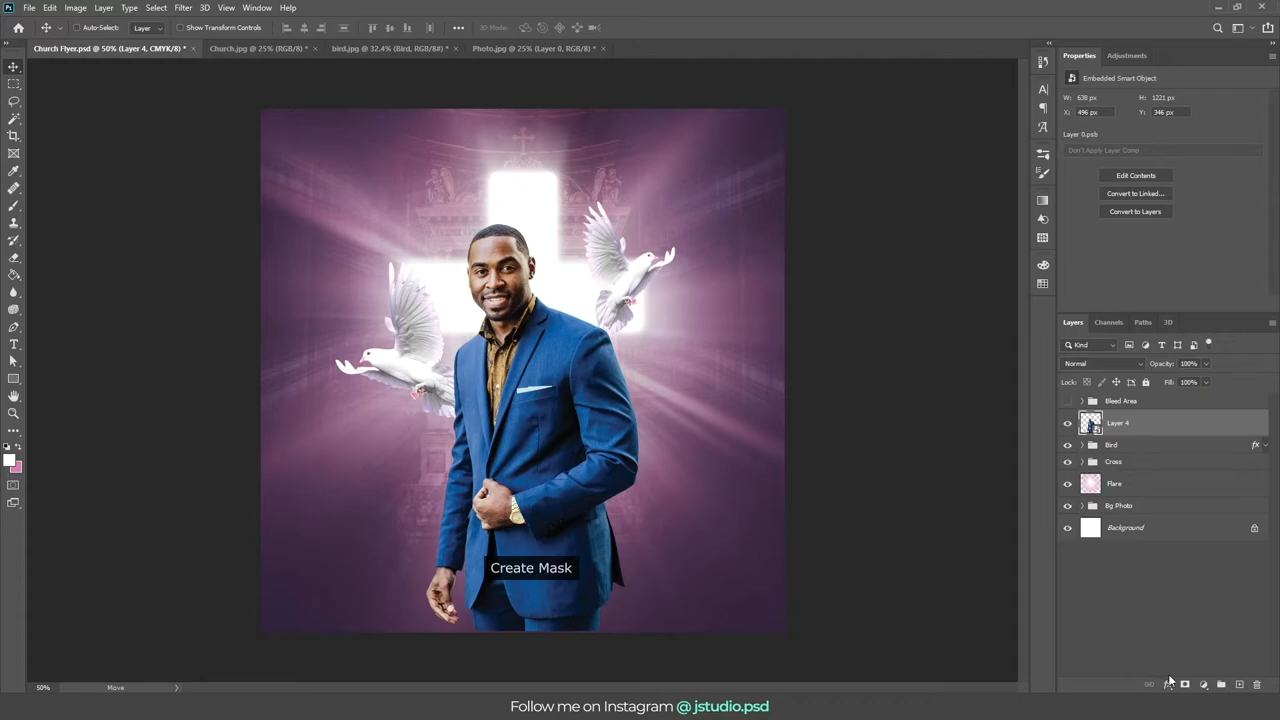 Ps File Edit Image Layer Type Select Filter 3D View Window Help
Auto-Select: Layer Show Transform Controls 3D Mode:
Church Flyer.psd @ 50% (Layer 4, CMYK/8) * Church.jpg @ 25% (RGB/8) * bird.jpg @ 32.4% (Bird, RGB/8#) * Photo.jpg @ 25% (Layer 0, RGB/8) *
Properties Adjustments
Embedded Smart Object
W: 638 px H: 1221 px
X: 496 px Y: 346 px
Layer 0.psb
Don't Apply Layer Comp
Edit Contents
Convert to Linked...
Convert to Layers
Layers Channels Paths 3D
Kind
Normal Opacity: 100%
Lock: Fill: 100%
Bleed Area
Layer 4
Bird fx
Cross
Flare
Bg Photo
Background
Create Mask
50% Move
Follow me on Instagram @ jstudio.psd